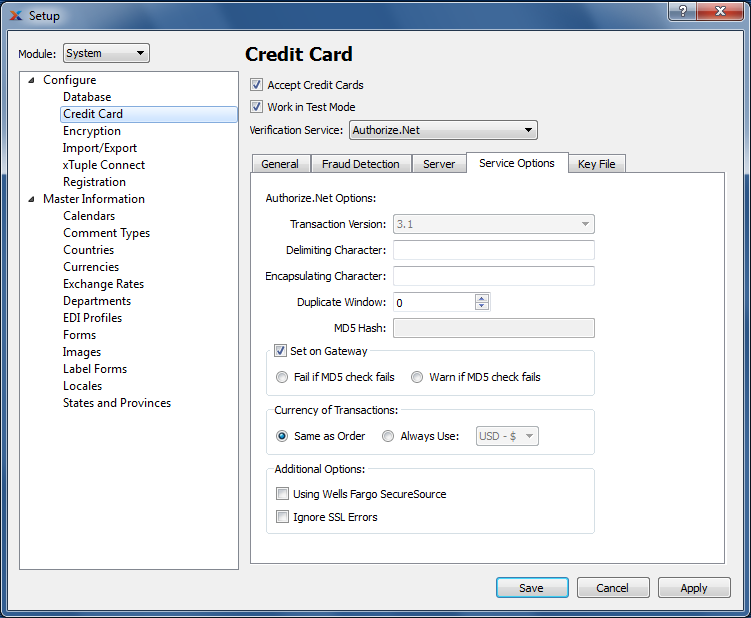 Setup
?
Module: System
Configure
Database
Credit Card
Encryption
Import/Export
xTuple Connect
Registration
Master Information
Calendars
Comment Types
Countries
Currencies
Exchange Rates
Departments
EDI Profiles
Forms
Images
Label Forms
Locales
States and Provinces
Credit Card
Accept Credit Cards
Work in Test Mode
Verification Service: Authorize.Net
General Fraud Detection Server Service Options Key File
Authorize.Net Options:
Transaction Version: 3.1
Delimiting Character:
Encapsulating Character:
Duplicate Window: 0
MD5 Hash:
Set on Gateway
Fail if MD5 check fails Warn if MD5 check fails
Currency of Transactions:
Same as Order Always Use: USD - $
Additional Options:
Using Wells Fargo SecureSource
Ignore SSL Errors
Save Cancel Apply